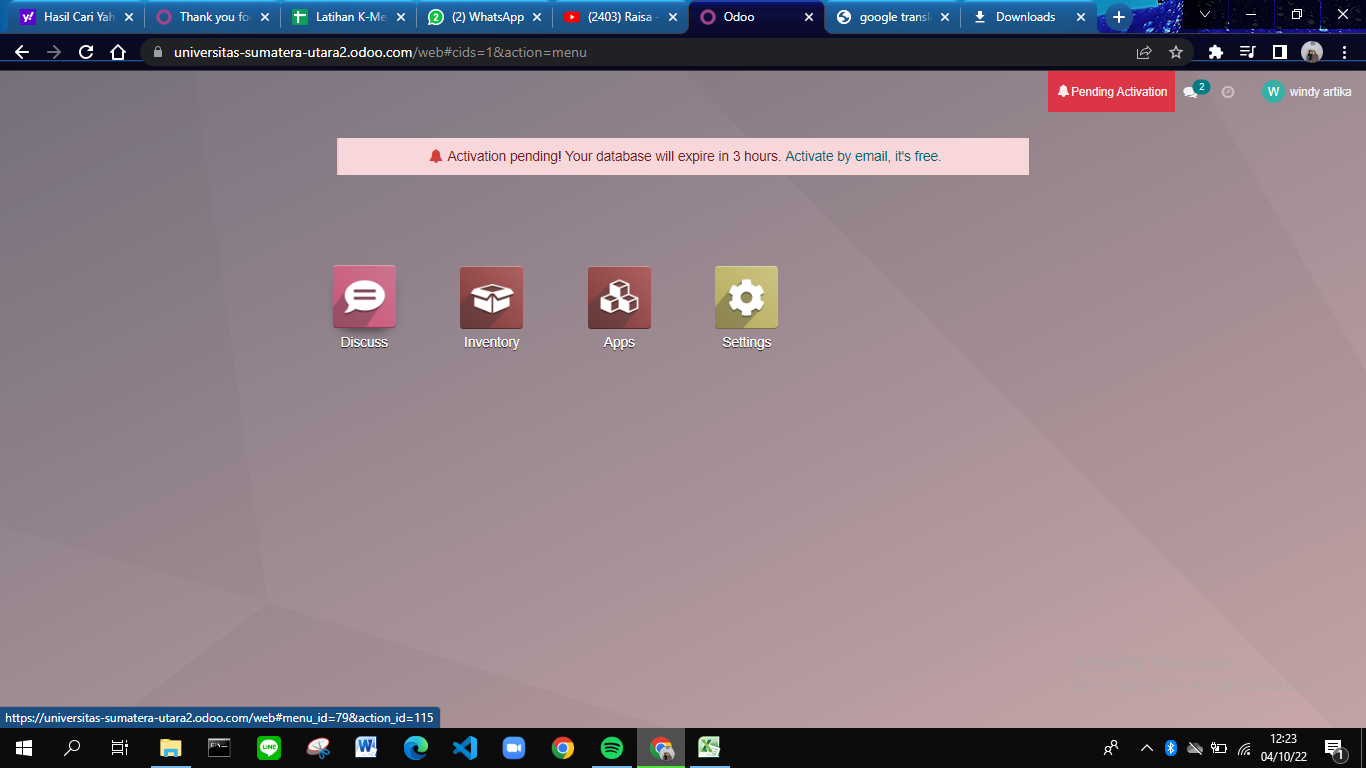 Hasil Cari Yah
Thank you for
Latihan K-Me
(2) WhatsApp
(2403) Raisa -
Odoo
google transl
Downloads
universitas-sumatera-utara2.odoo.com/web#cids=1&action=menu
Pending Activation
2
W
windy artika
Activation pending! Your database will expire in 3 hours. Activate by email, it's free.
Discuss
Inventory
Apps
Settings
https://universitas-sumatera-utara2.odoo.com/web#menu_id=79&action_id=115
12:23
04/10/22
1